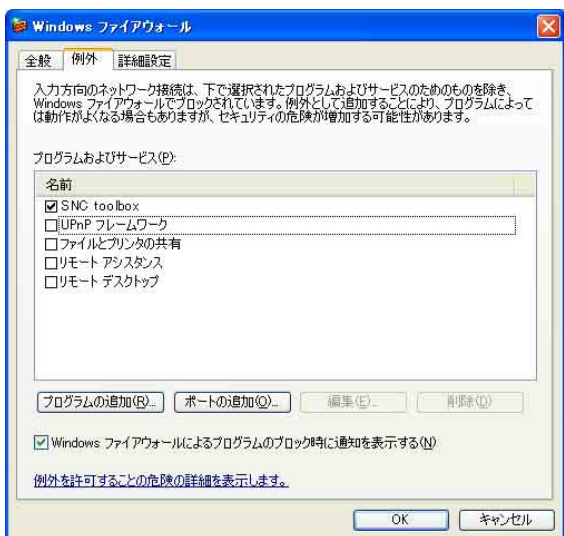 Windows ファイアウォール
全般
例外
詳細設定
入力方向のネットワーク接続は、下で選択されたプログラムおよびサービスのためのものを除き、
Windows ファイアウォールでブロックされています。例外として追加することにより、プログラムによって
は動作がよくなる場合もありますが、セキュリティの危険が増加する可能性があります。
プログラムおよびサービス(P):
名前
SNC toolbox
UPnP フレームワーク
ファイルとプリンタの共有
リモート アシスタンス
リモート デスクトップ
プログラムの追加(R)...
ポートの追加(O)...
編集(E)...
削除(D)
Windows ファイアウォールによるプログラムのブロック時に通知を表示する(N)
例外を許可することの危険の詳細を表示します。
OK
キャンセル